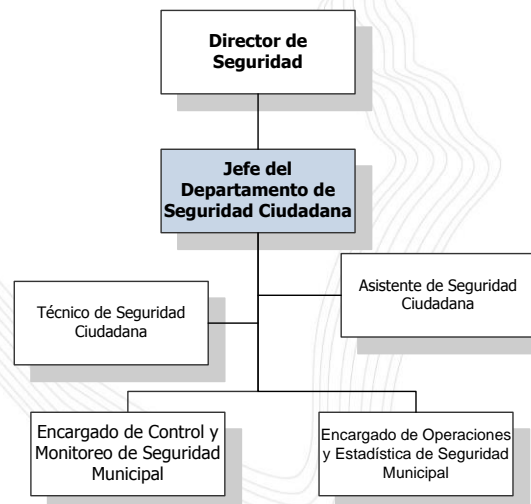 Director de
Seguridad
Jefe del
Departamento de
Seguridad Ciudadana
Asistente de Seguridad
Ciudadana
Técnico de Seguridad
Ciudadana
Encargado de Control y
Monitoreo de Seguridad
Municipal
Encargado de Operaciones
y Estadística de Seguridad
Municipal